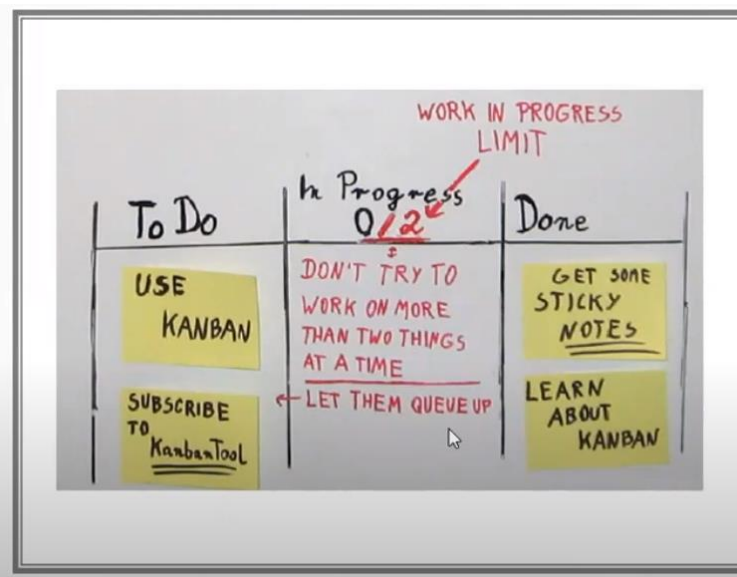 WORK IN PROGRESS
LIMIT
To Do
In Progress
0/2
Done
USE
KANBAN
SUBSCRIBE
TO
KanbanTool
DON'T TRY TO
WORK ON MORE
THAN TWO THINGS
AT A TIME
LET THEM QUEUE UP
GET SOME
STICKY
NOTES
LEARN
ABOUT
KANBAN